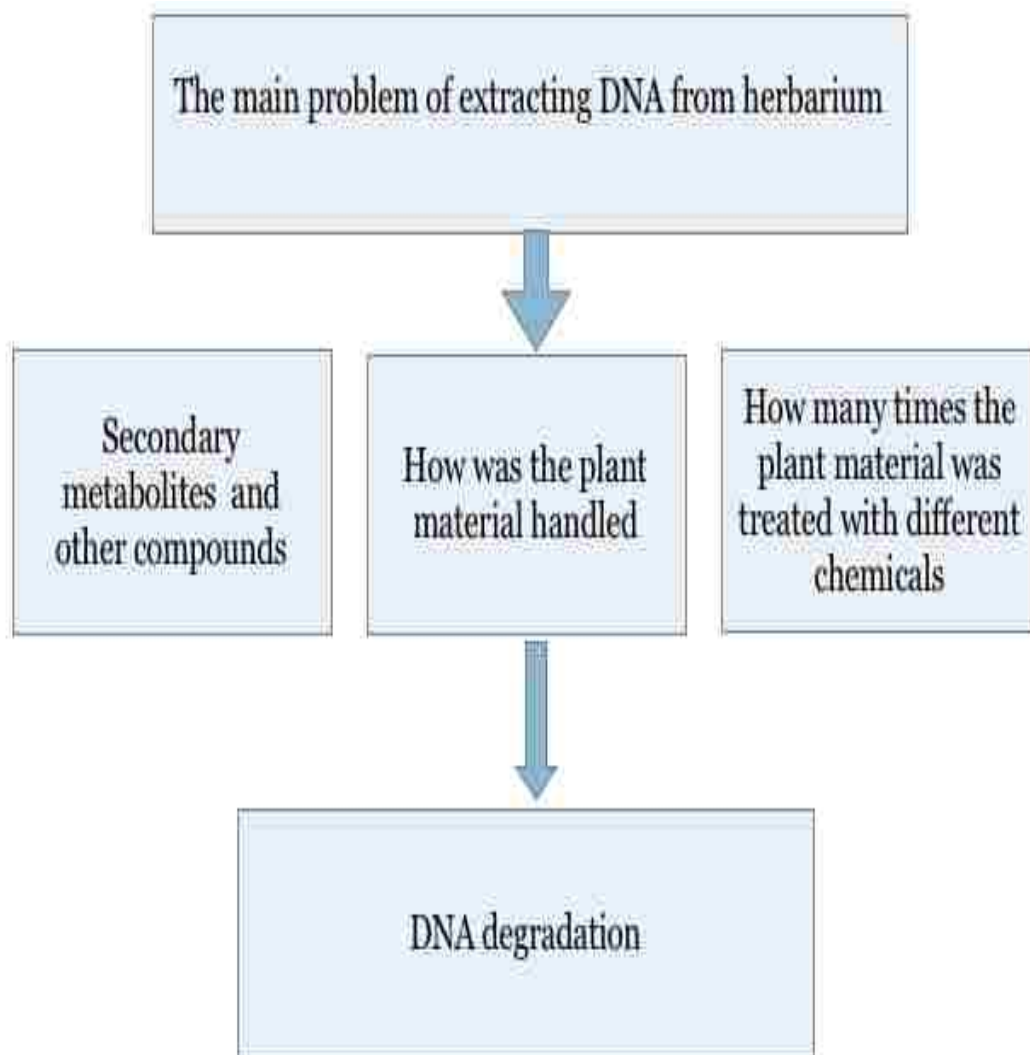 The main problem of extracting DNA from herbarium
Secondary
metabolites and
other compounds
How was the plant
material handled
How many times the
plant material was
treated with different
chemicals
DNA degradation